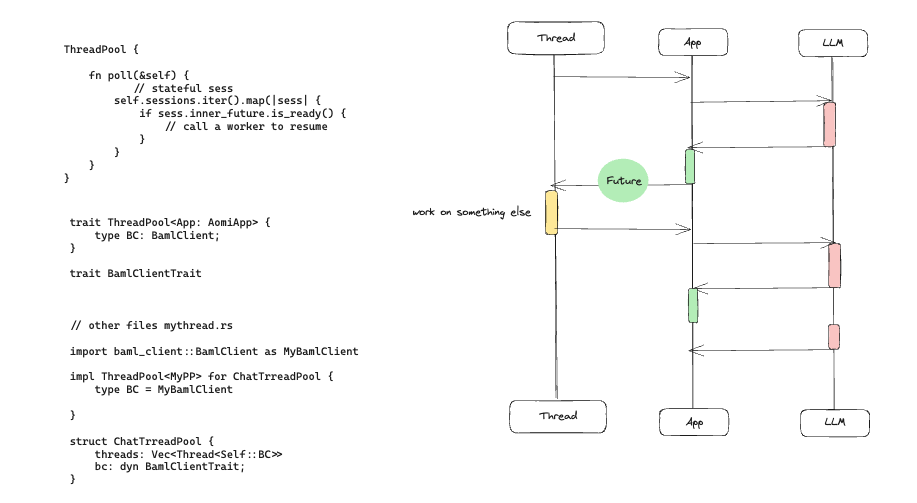 ThreadPool {
fn poll(&self) {
// stateful sess
self.sessions.iter().map(|sess| {
if sess.inner_future.is_ready() {
// call a worker to resume
}
}
}
}
trait ThreadPool<App: AomiApp> {
type BC: BamlClient;
}
trait BamlClientTrait
// other files mythread.rs
import baml_client::BamlClient as MyBamlClient
impl ThreadPool<MyPP> for ChatTrreadPool {
type BC = MyBamlClient
}
struct ChatTrreadPool {
threads: Vec<Thread<Self::BC>>
bc: dyn BamlClientTrait;
}
Thread
App
LLM
Future
work on something else
Thread
App
LLM